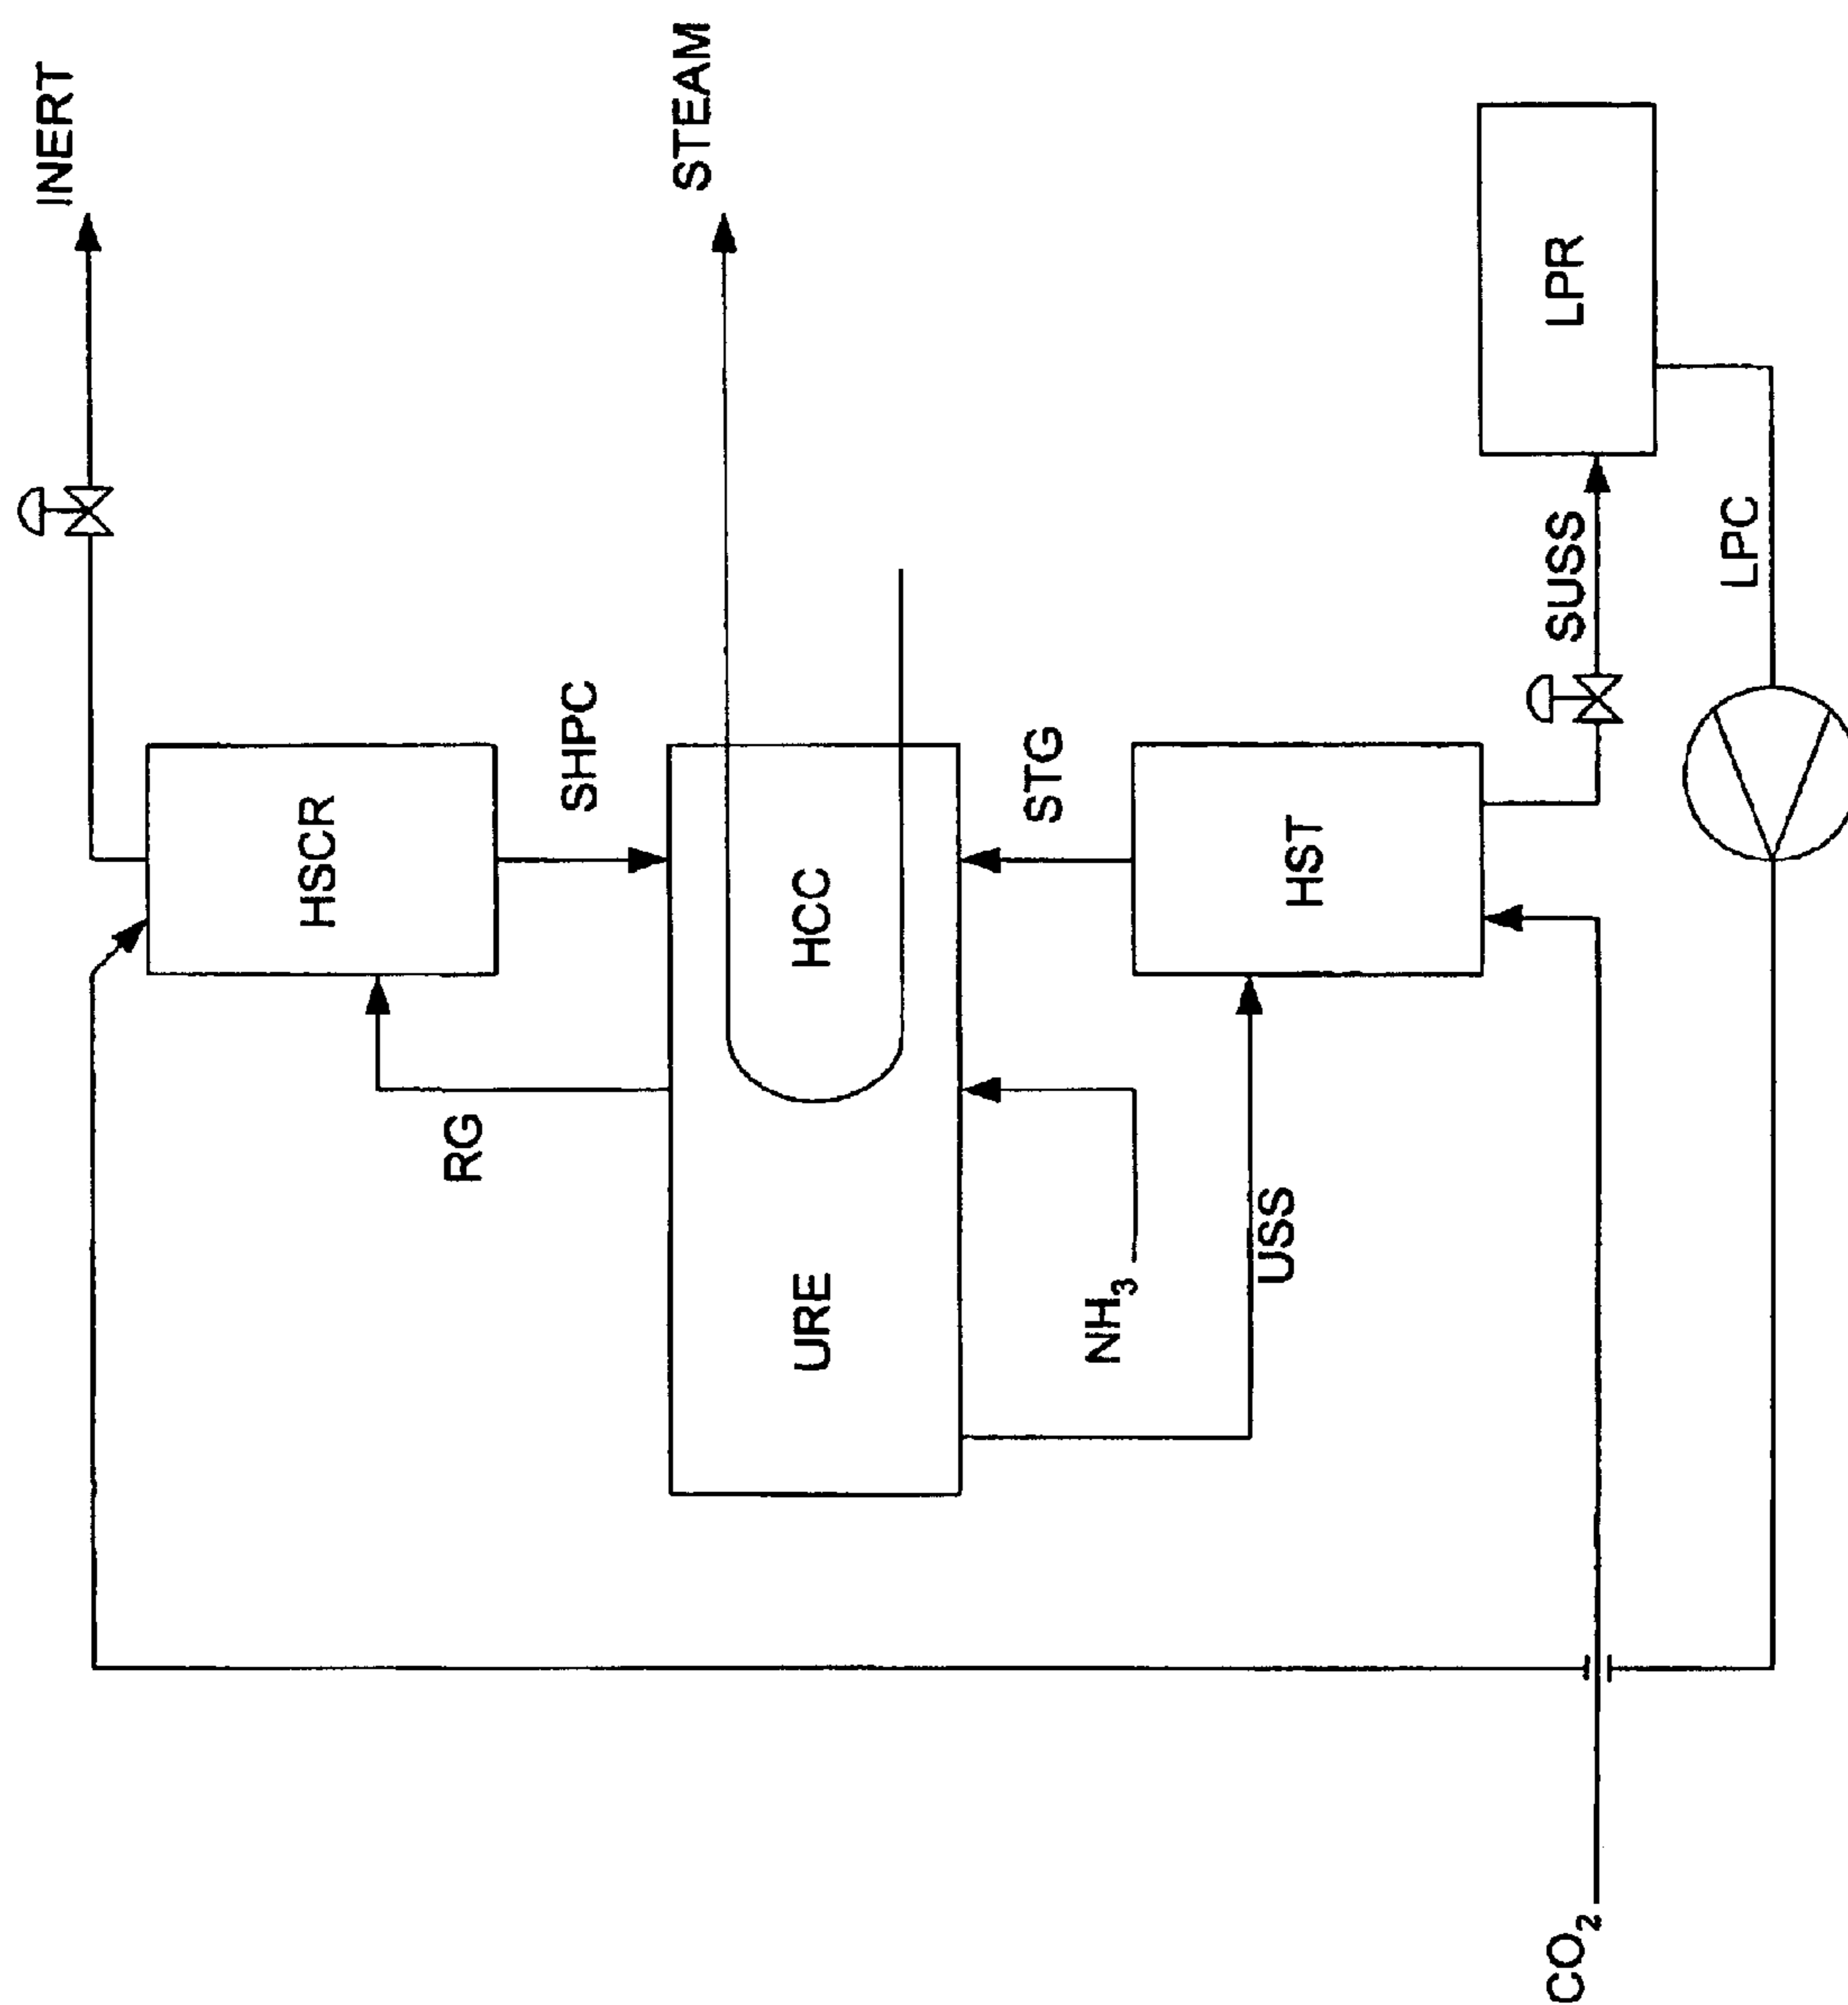 INERT
STEAM
HSCR
SHPC
RG
URE
HCC
STG
NH3
USS
HST
SUSS
LPR
LPC
CO2